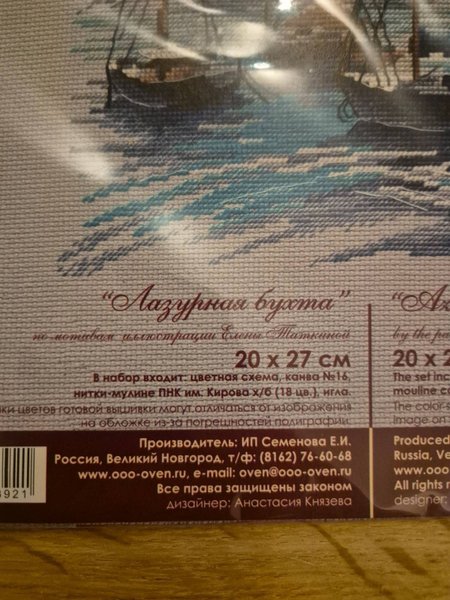 "Лазурная бухта"
по мотивам иллюстрации Елены Таткиной
20 x 27 см
В набор входит: цветная схема, канва №16,
нитки-мулине ПНК им. Кирова х/б (18 цв.), игла.
ки цветов готовой вышивки могут отличаться от изображения
на обложке из-за погрешностей полиграфии.
Производитель: ИП Семенова Е.И.
Россия, Великий Новгород, т/ф: (8162) 76-60-68
www.ooo-oven.ru, e-mail: oven@ooo-oven.ru
Все права защищены законом
дизайнер: Анастасия Князева
8921
by the pa
20 x 2
The set inc
mouline c
The color s
image on
Produced
Russia, Ve
www.ooo
All rights r
designer: